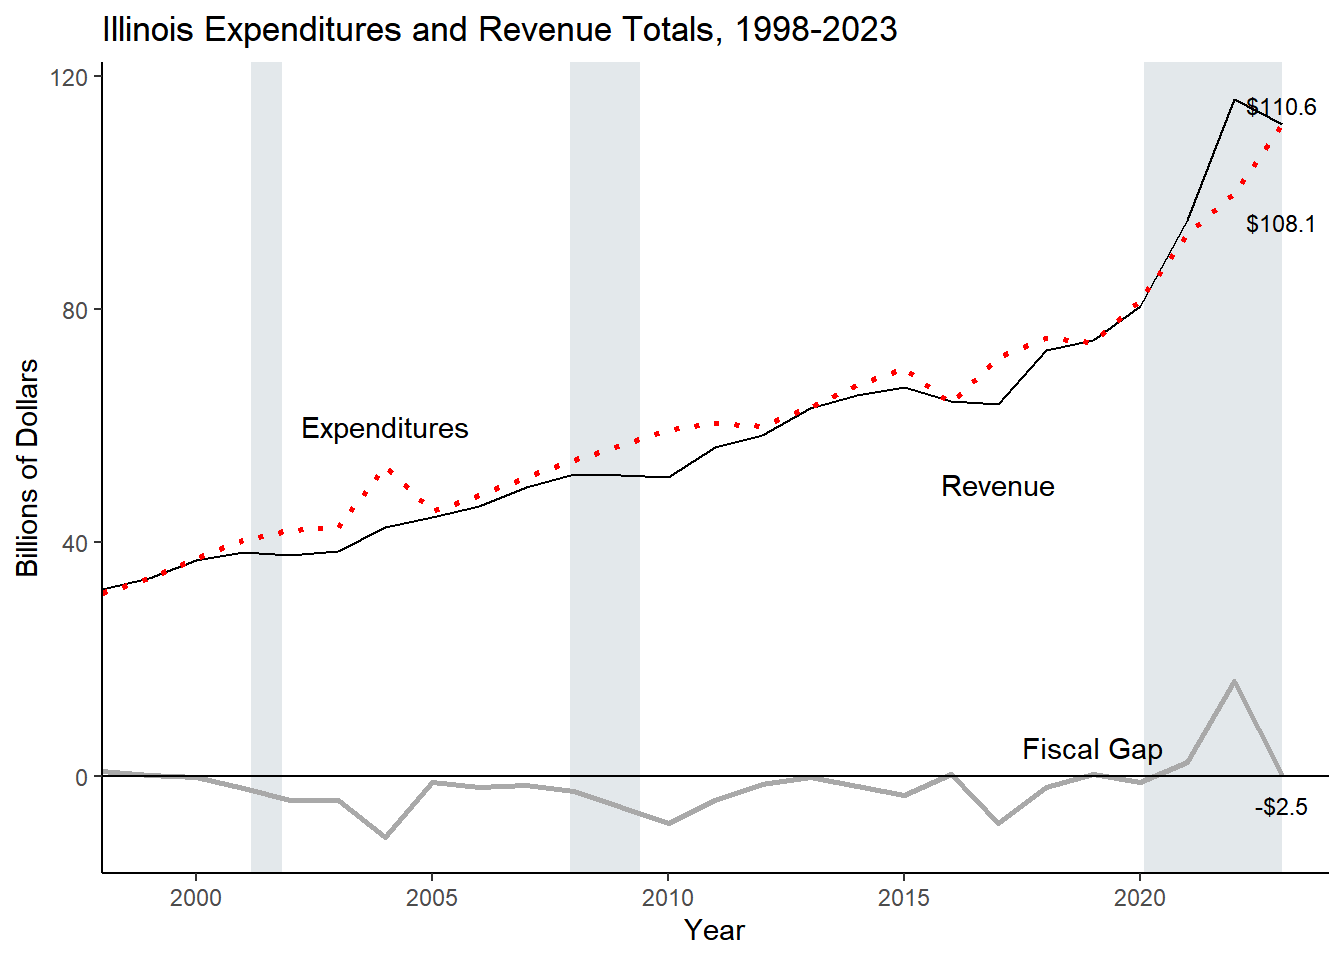 Illinois Expenditures and Revenue Totals, 1998-2023
120
$110.6
$108.1
80
Expenditures
Revenue
Billions of Dollars
40
Fiscal Gap
0
-$2.5
2000 2005 2010 2015 2020
Year